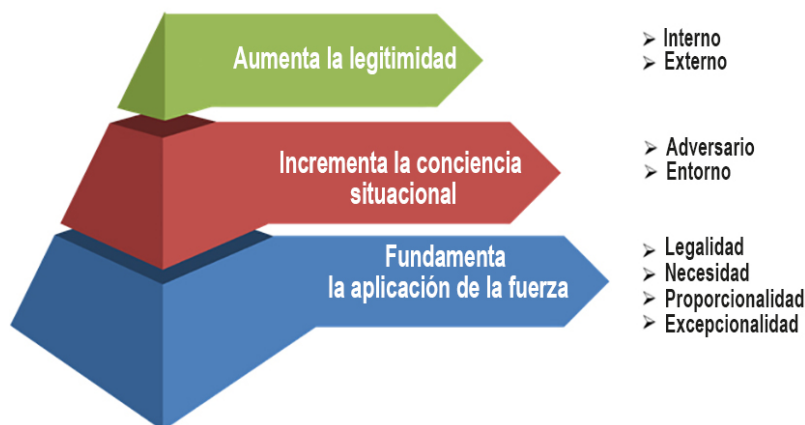 Aumenta la legitimidad
➢ Interno
➢ Externo
Incrementa la conciencia
situacional
➢ Adversario
➢ Entorno
Fundamenta
la aplicación de la fuerza
➢ Legalidad
➢ Necesidad
➢ Proporcionalidad
➢ Excepcionalidad